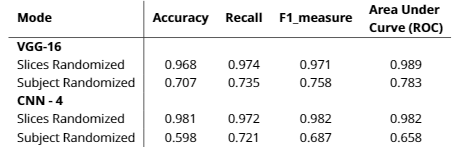 Mode Accuracy Recall F1_measure Area Under Curve (ROC)
VGG-16
Slices Randomized 0.968 0.974 0.971 0.989
Subject Randomized 0.707 0.735 0.758 0.783
CNN - 4
Slices Randomized 0.981 0.972 0.982 0.982
Subject Randomized 0.598 0.721 0.687 0.658